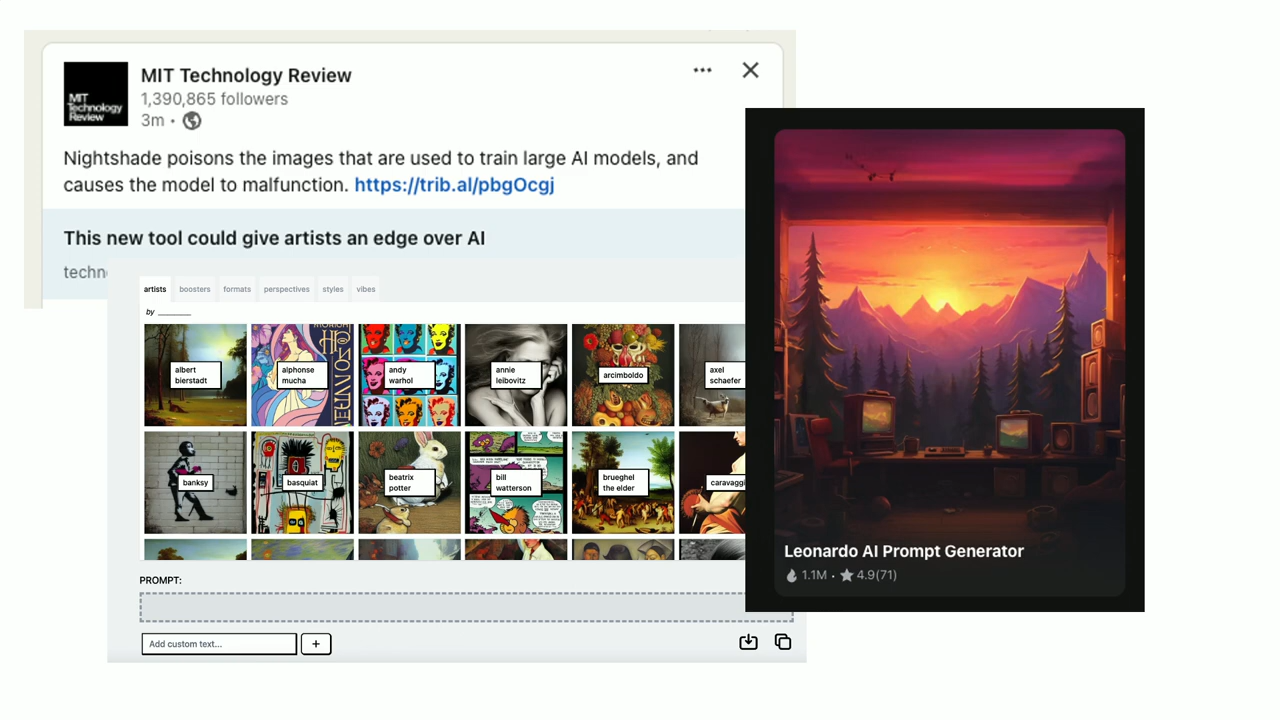 MIT
Technology
Review
MIT Technology Review
1,390,865 followers
3m •
Nightshade poisons the images that are used to train large AI models, and
causes the model to malfunction. https://trib.al/pbgOcgj
This new tool could give artists an edge over AI
techn
artists boosters formats perspectives styles vibes
by ________
albert
bierstadt
alphonse
mucha
andy
warhol
annie
leibovitz
arcimboldo
axel
schaefer
banksy
basquiat
beatrix
potter
bill
watterson
brueghel
the elder
caravaggi
PROMPT:
Add custom text...
+
Leonardo AI Prompt Generator
1.1M • 4.9(71)